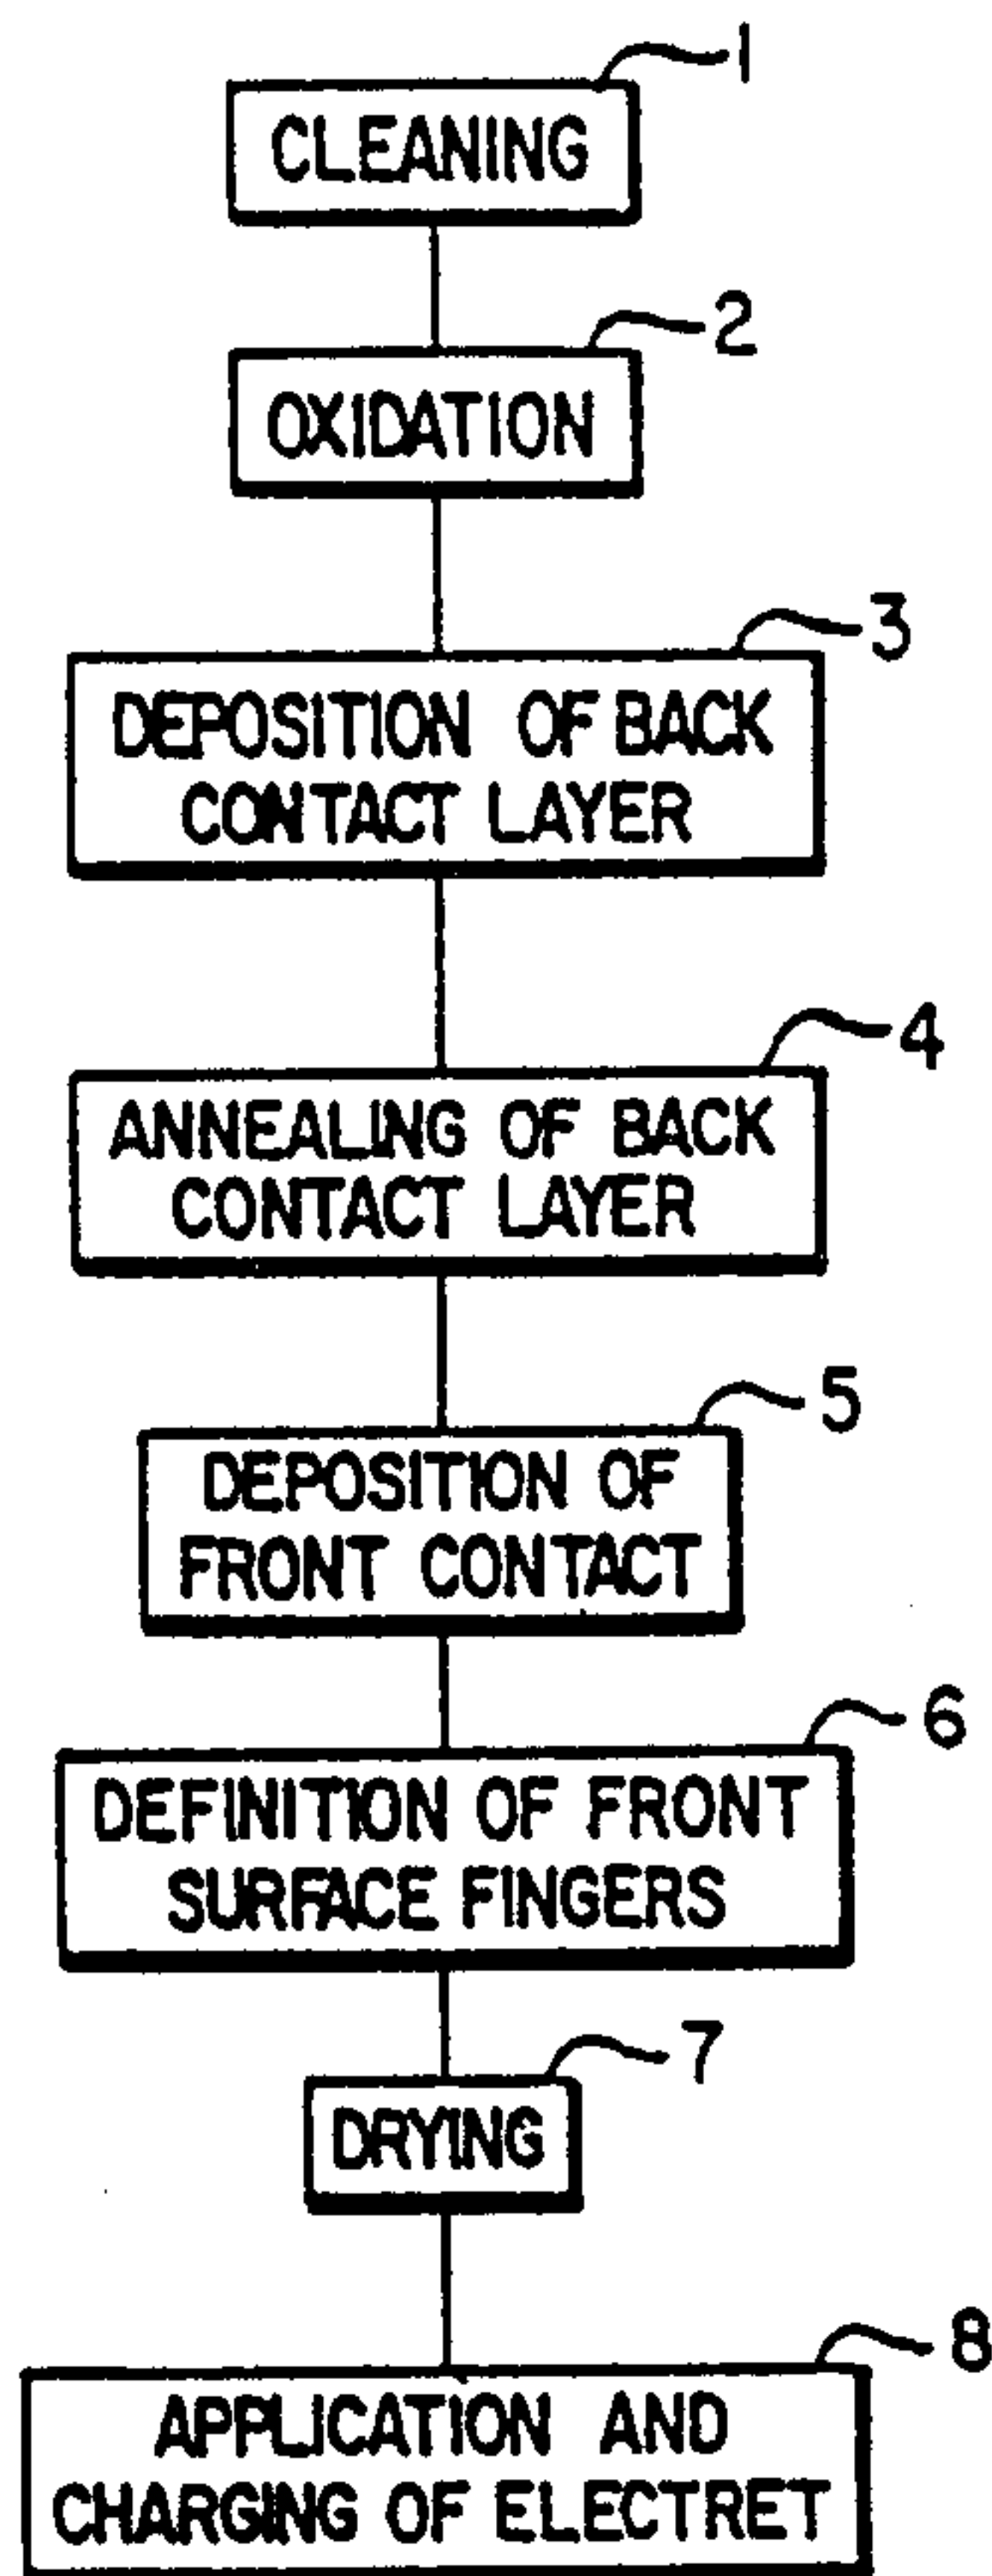 1
CLEANING
2
OXIDATION
3
DEPOSITION OF BACK
CONTACT LAYER
4
ANNEALING OF BACK
CONTACT LAYER
5
DEPOSITION OF
FRONT CONTACT
6
DEFINITION OF FRONT
SURFACE FINGERS
7
DRYING
8
APPLICATION AND
CHARGING OF ELECTRET